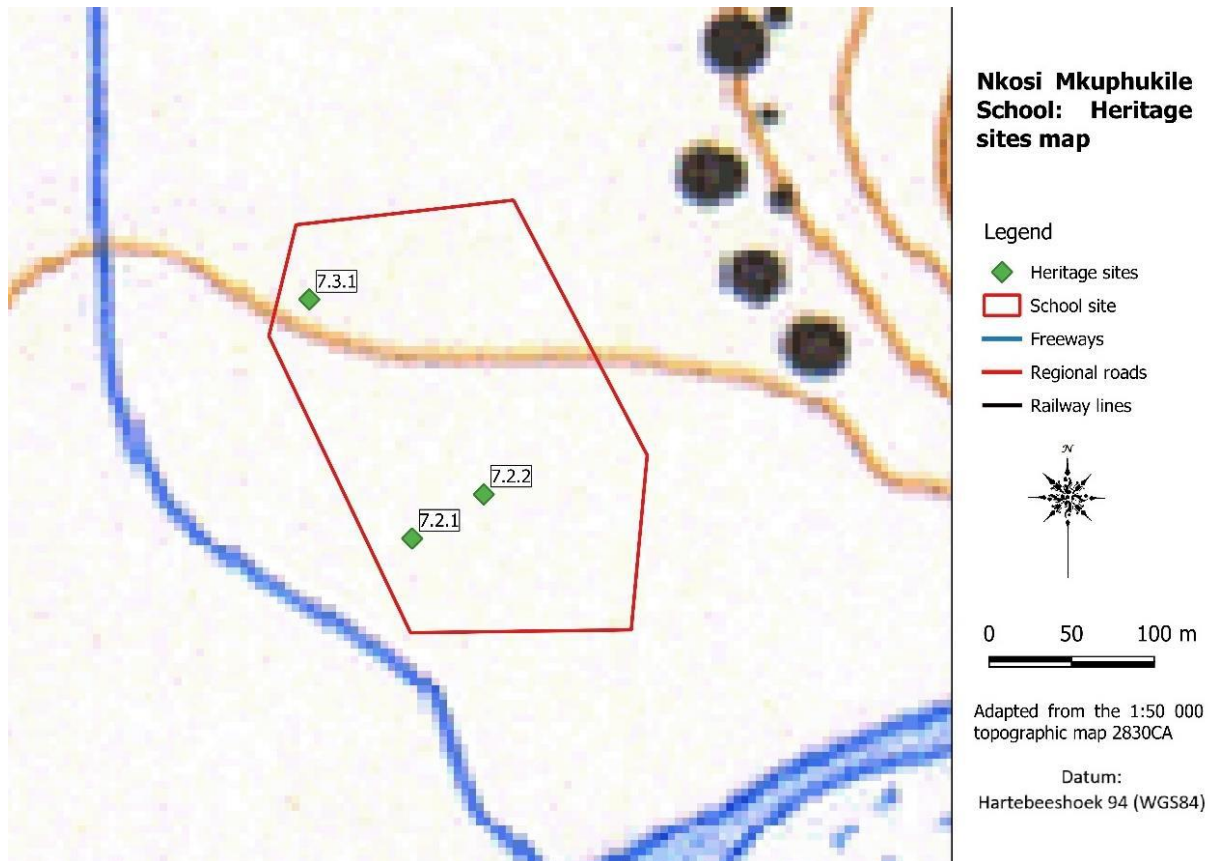 7.3.1
7.2.2
7.2.1
Nkosi Mkuphukile
School: Heritage
sites map
Legend
Heritage sites
School site
Freeways
Regional roads
Railway lines
N
0 50 100 m
Adapted from the 1:50 000
topographic map 2830CA
Datum:
Hartebeeshoek 94 (WGS84)